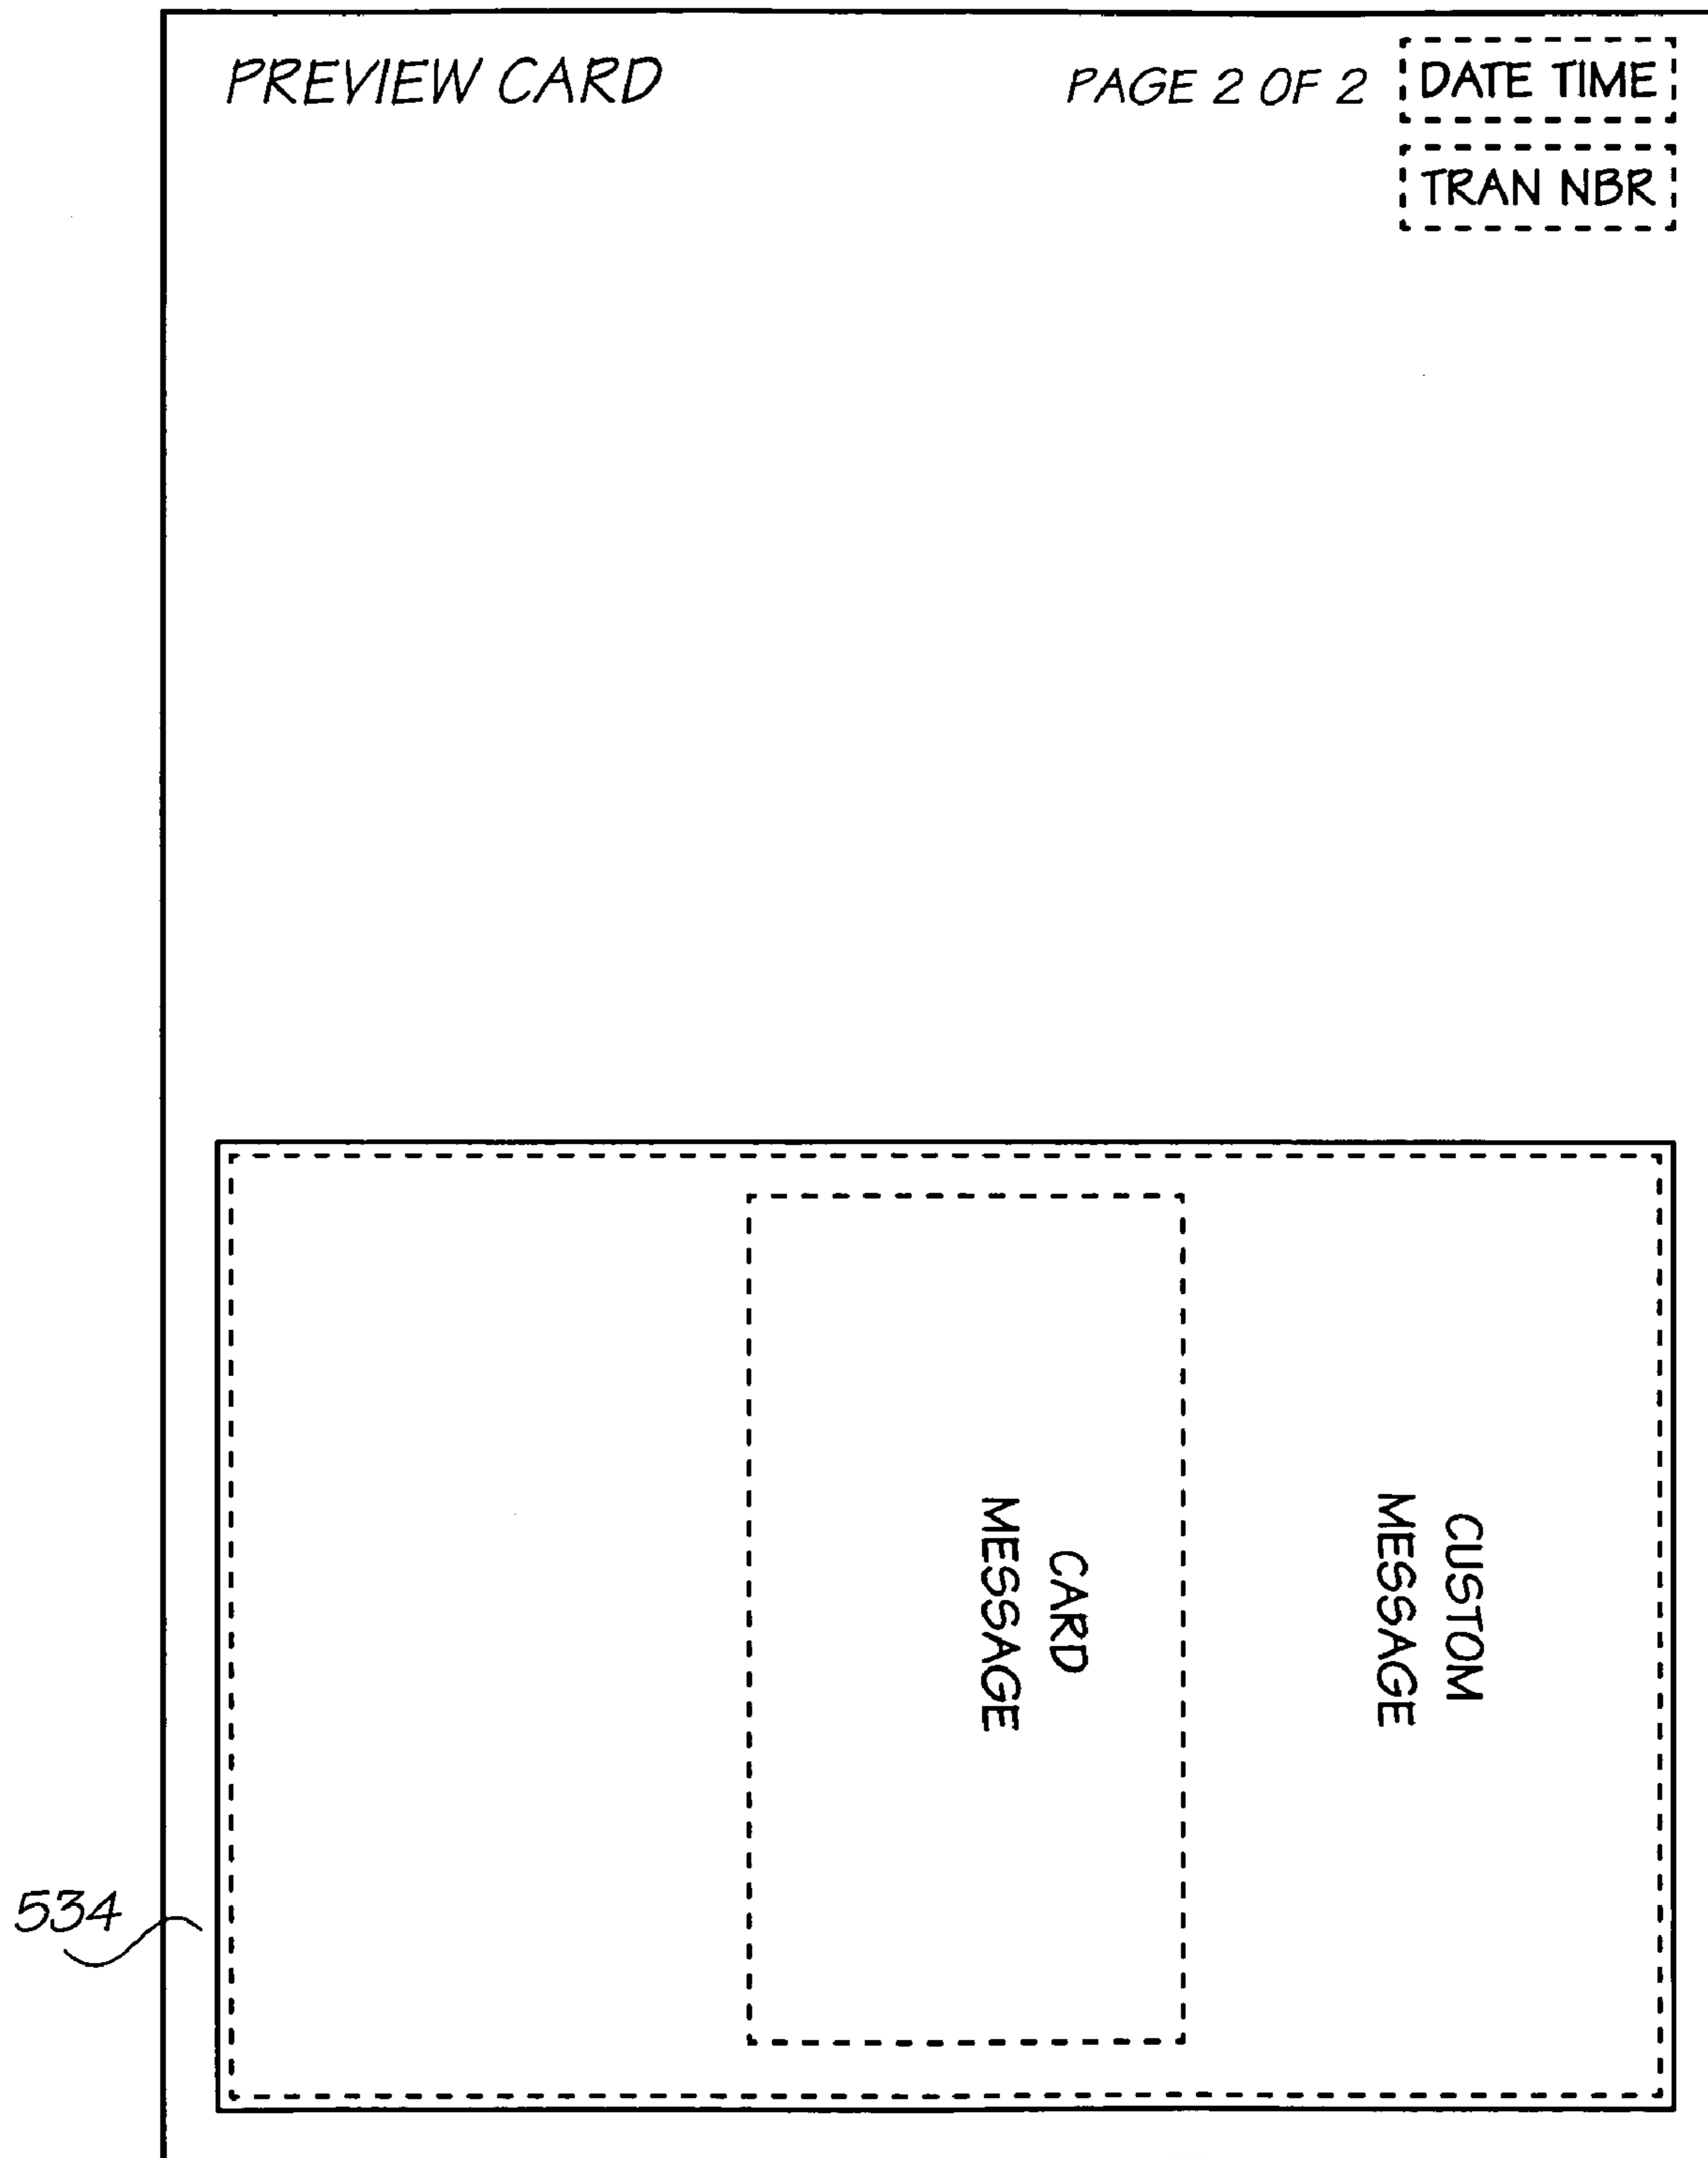 PREVIEW CARD
PAGE 2 OF 2
DATE TIME
TRAN NBR
CUSTOM
MESSAGE
CARD
MESSAGE
534